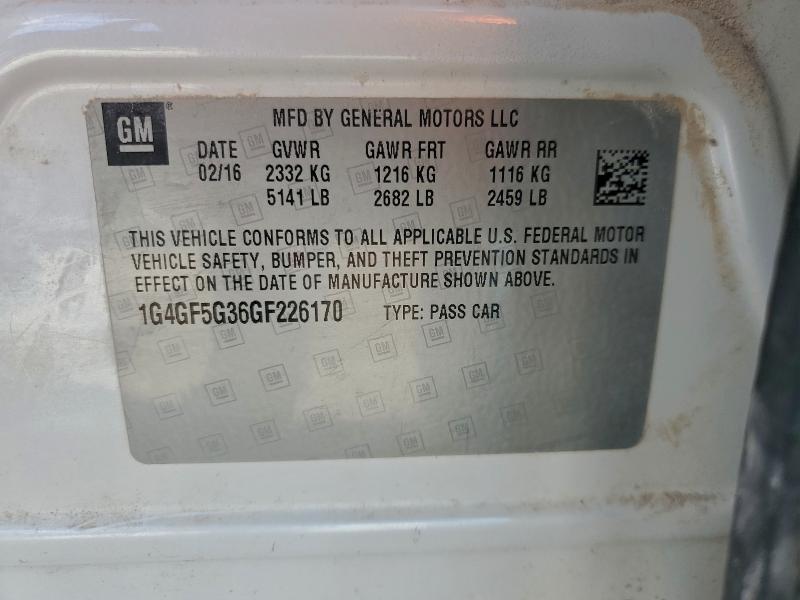 GM®
MFD BY GENERAL MOTORS LLC
DATE GVWR GAWR FRT GAWR RR
02/16 2332 KG 1216 KG 1116 KG
5141 LB 2682 LB 2459 LB
THIS VEHICLE CONFORMS TO ALL APPLICABLE U.S. FEDERAL MOTOR
VEHICLE SAFETY, BUMPER, AND THEFT PREVENTION STANDARDS IN
EFFECT ON THE DATE OF MANUFACTURE SHOWN ABOVE.
1G4GF5G36GF226170 TYPE: PASS CAR